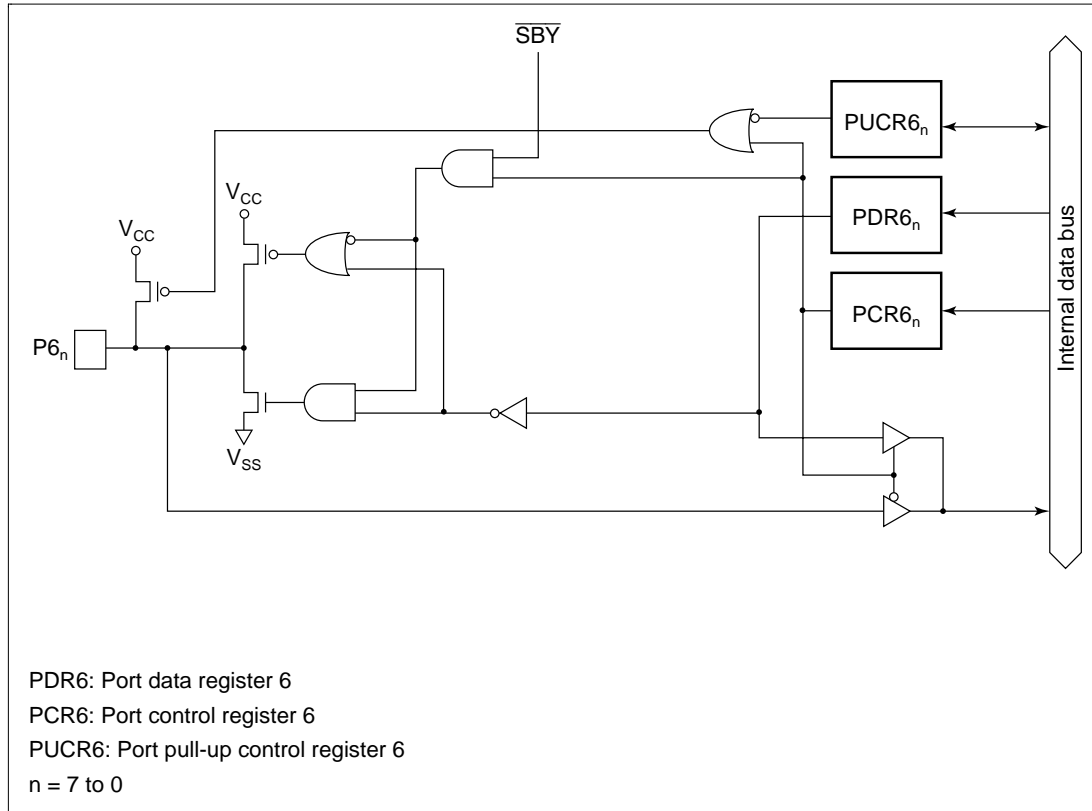 SBY
PUCR6n
VCC
PDR6n
VCC
PCR6n
P6n
VSS
Internal data bus
PDR6: Port data register 6
PCR6: Port control register 6
PUCR6: Port pull-up control register 6
n = 7 to 0